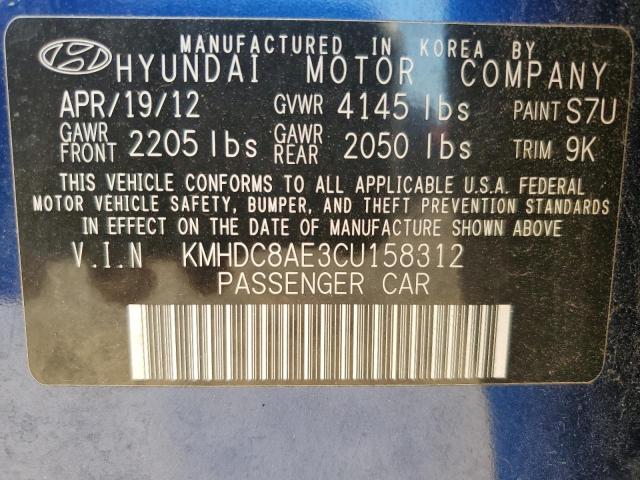 MANUFACTURED IN KOREA BY
HYUNDAI MOTOR COMPANY
APR/19/12 GVWR 4145 lbs PAINT S7U
GAWR FRONT 2205 lbs GAWR REAR 2050 lbs TRIM 9K
THIS VEHICLE CONFORMS TO ALL APPLICABLE U.S.A. FEDERAL
MOTOR VEHICLE SAFETY, BUMPER, AND THEFT PREVENTION STANDARDS
IN EFFECT ON THE DATE OF MANUFACTURE SHOWN ABOVE
V.I.N KMHDC8AE3CU158312
PASSENGER CAR